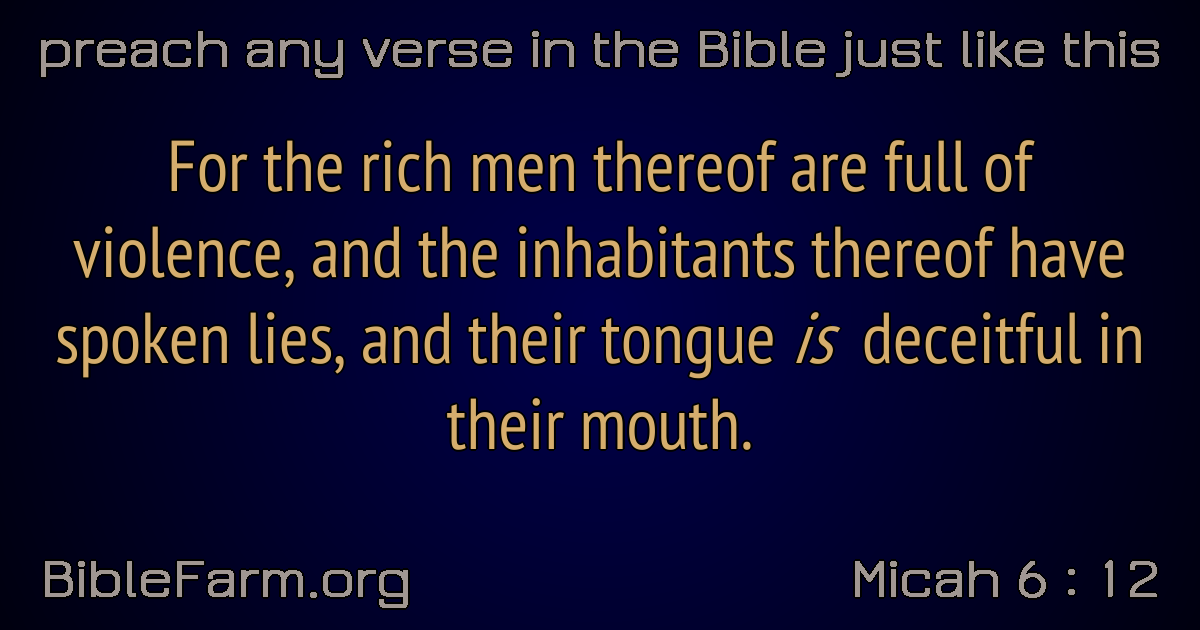 preach any verse in the Bible just like this
For the rich men thereof are full of
violence, and the inhabitants thereof have
spoken lies, and their tongue is deceitful in
their mouth.
BibleFarm.org
Micah 6 : 12